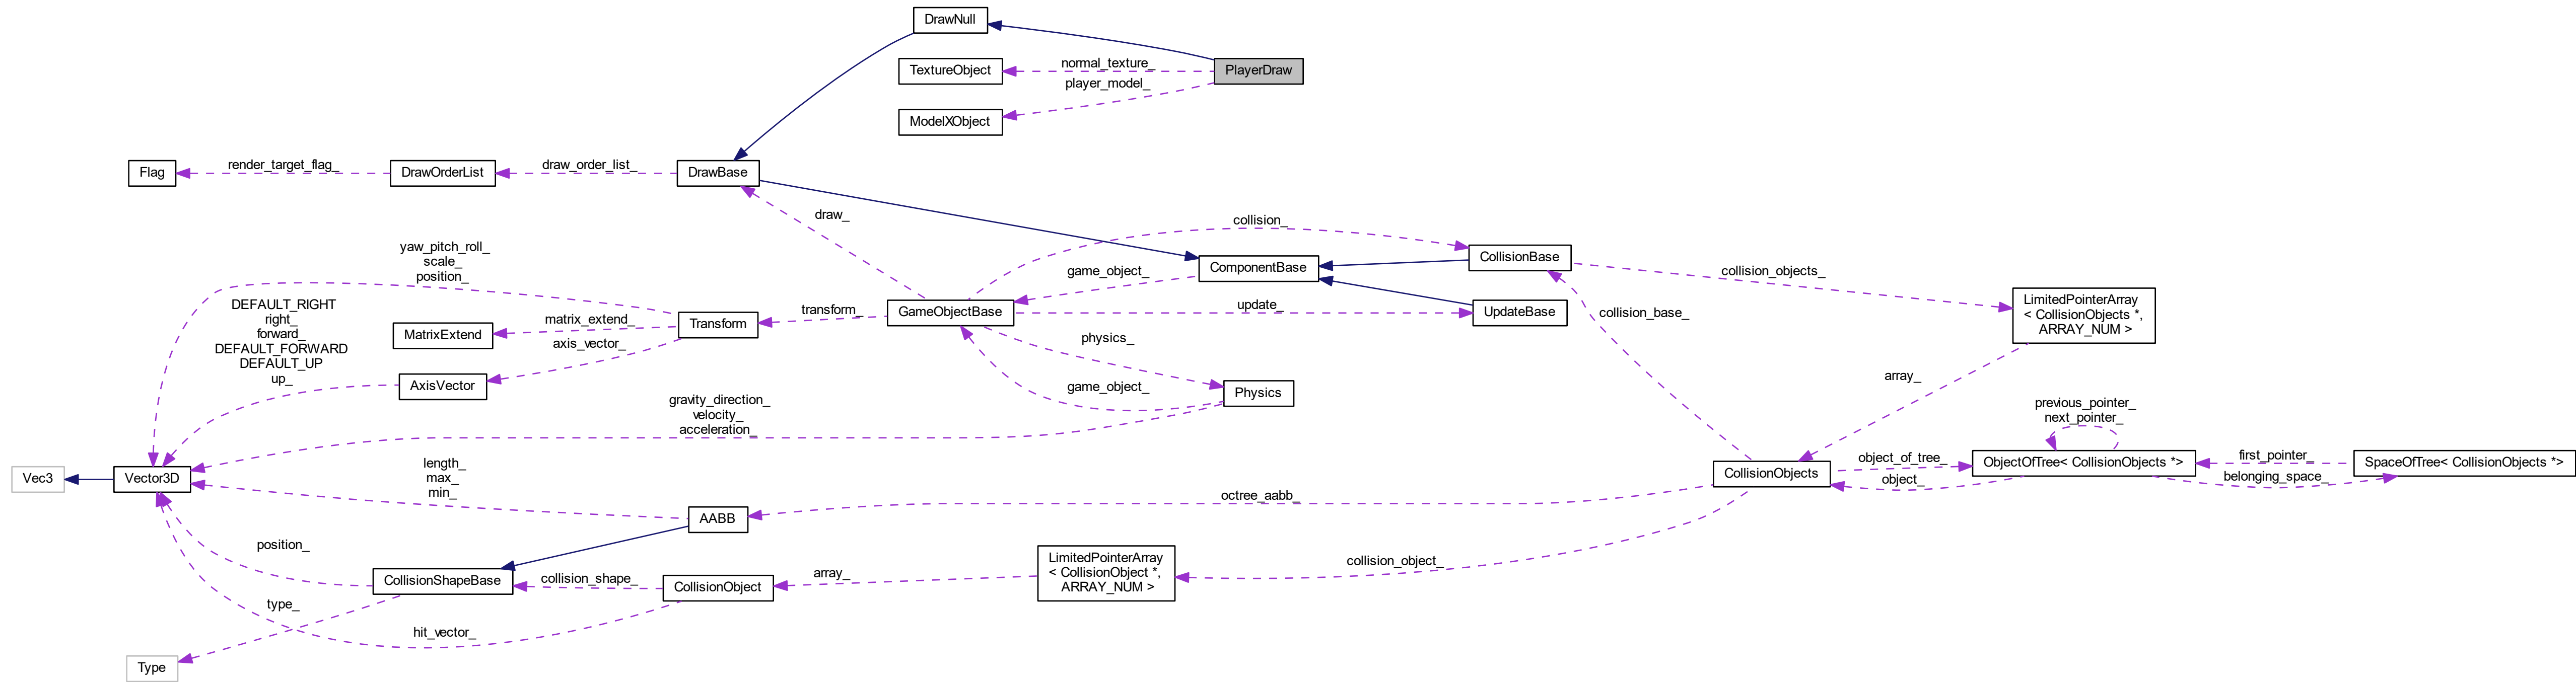 DrawNull
PlayerDraw
TextureObject
normal_texture_
player_model_
ModelXObject
Flag
render_target_flag_
DrawOrderList
draw_order_list_
DrawBase
draw_
collision_
CollisionBase
ComponentBase
game_object_
collision_objects_
yaw_pitch_roll_
scale_
position_
DEFAULT_RIGHT
right_
forward_
DEFAULT_FORWARD
DEFAULT_UP
up_
MatrixExtend
matrix_extend_
axis_vector_
Transform
transform_
GameObjectBase
update_
UpdateBase
collision_base_
LimitedPointerArray
< CollisionObjects *,
ARRAY_NUM >
physics_
AxisVector
game_object_
Physics
array_
gravity_direction_
velocity_
acceleration_
previous_pointer_
next_pointer_
Vec3
Vector3D
length_
max_
min_
CollisionObjects
object_of_tree_
object_
ObjectOfTree< CollisionObjects *>
first_pointer_
belonging_space_
SpaceOfTree< CollisionObjects *>
octree_aabb_
AABB
position_
CollisionShapeBase
collision_shape_
CollisionObject
array_
LimitedPointerArray
< CollisionObject *,
ARRAY_NUM >
collision_object_
type_
hit_vector_
Type